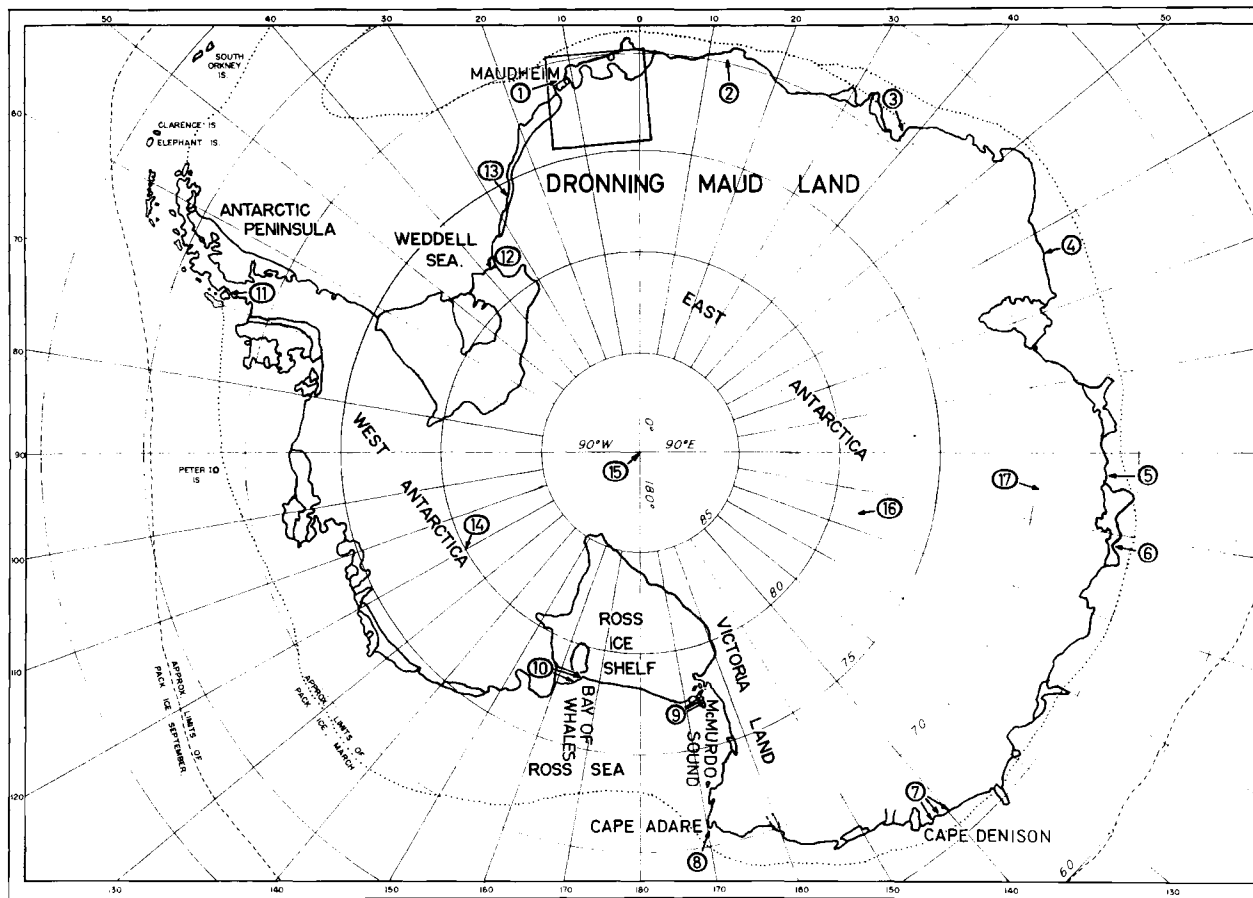 40
30
20
10
0
10
20
30
40
50
SOUTH
ORKNEY
IS.
MAUDHEIM
1
2
3
60
CLARENCE IS
ELEPHANT IS.
13
DRONNING MAUD LAND
ANTARCTIC
PENINSULA
WEDDELL
SEA.
12
4
70
11
EAST
80
ANTARCTICA
WEST
0°
90°W
90°E
180°
15
90
PETER I
IS
17
5
16
ANTARCTICA
14
85
6
100
80
ROSS
ICE
SHELF
VICTORIA
LAND
75
10
BAY OF
WHALES
9
McMURDO
SOUND
110
APPROX LIMITS OF
PACK ICE SEPTEMBER
APPROX LIMITS OF
PACK ICE MARCH
70
ROSS SEA
120
7
CAPE ADARE
CAPE DENISON
8
60
130
140
150
160
170
180
170
160
150
140
130